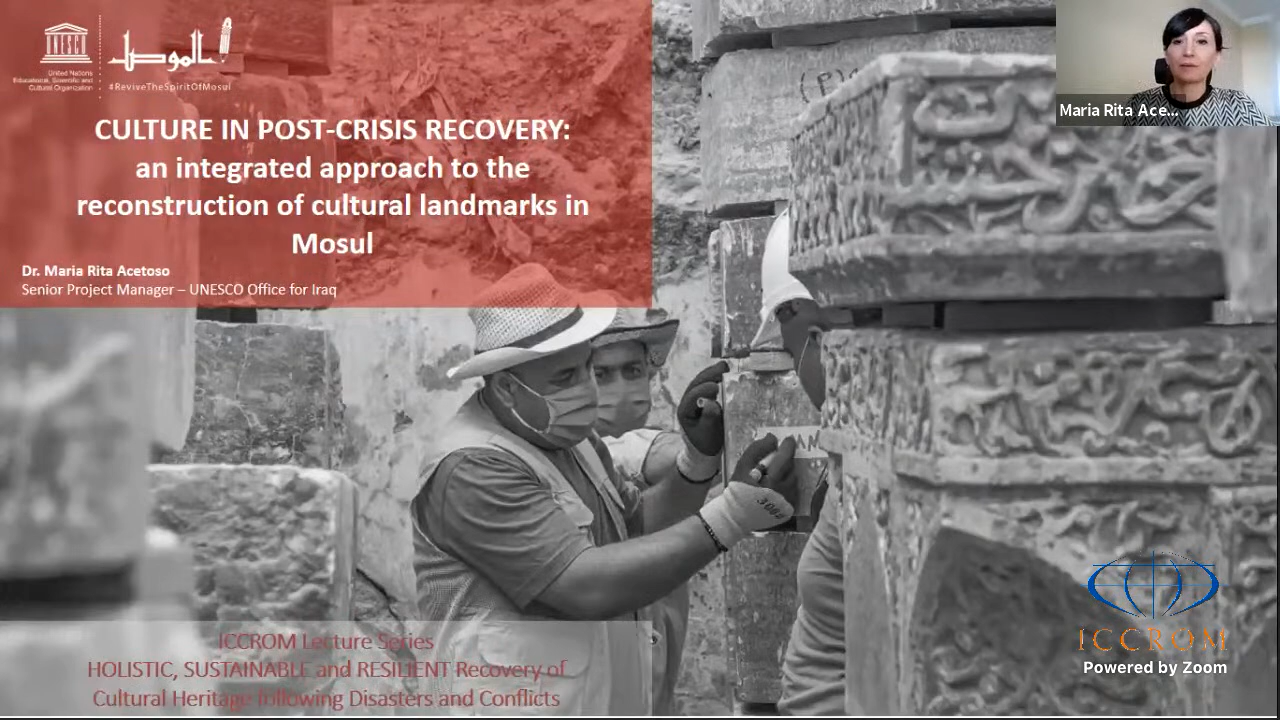 UNESCO
United Nations
Educational, Scientific and
Cultural Organization
الموصل
#ReviveTheSpiritOfMosul
CULTURE IN POST-CRISIS RECOVERY:
an integrated approach to the
reconstruction of cultural landmarks in
Mosul
Dr. Maria Rita Acetoso
Senior Project Manager – UNESCO Office for Iraq
Maria Rita Ace...
ICCROM Lecture Series
HOLISTIC, SUSTAINABLE and RESILIENT Recovery of
Cultural Heritage following Disasters and Conflicts
ICCROM
Powered by Zoom